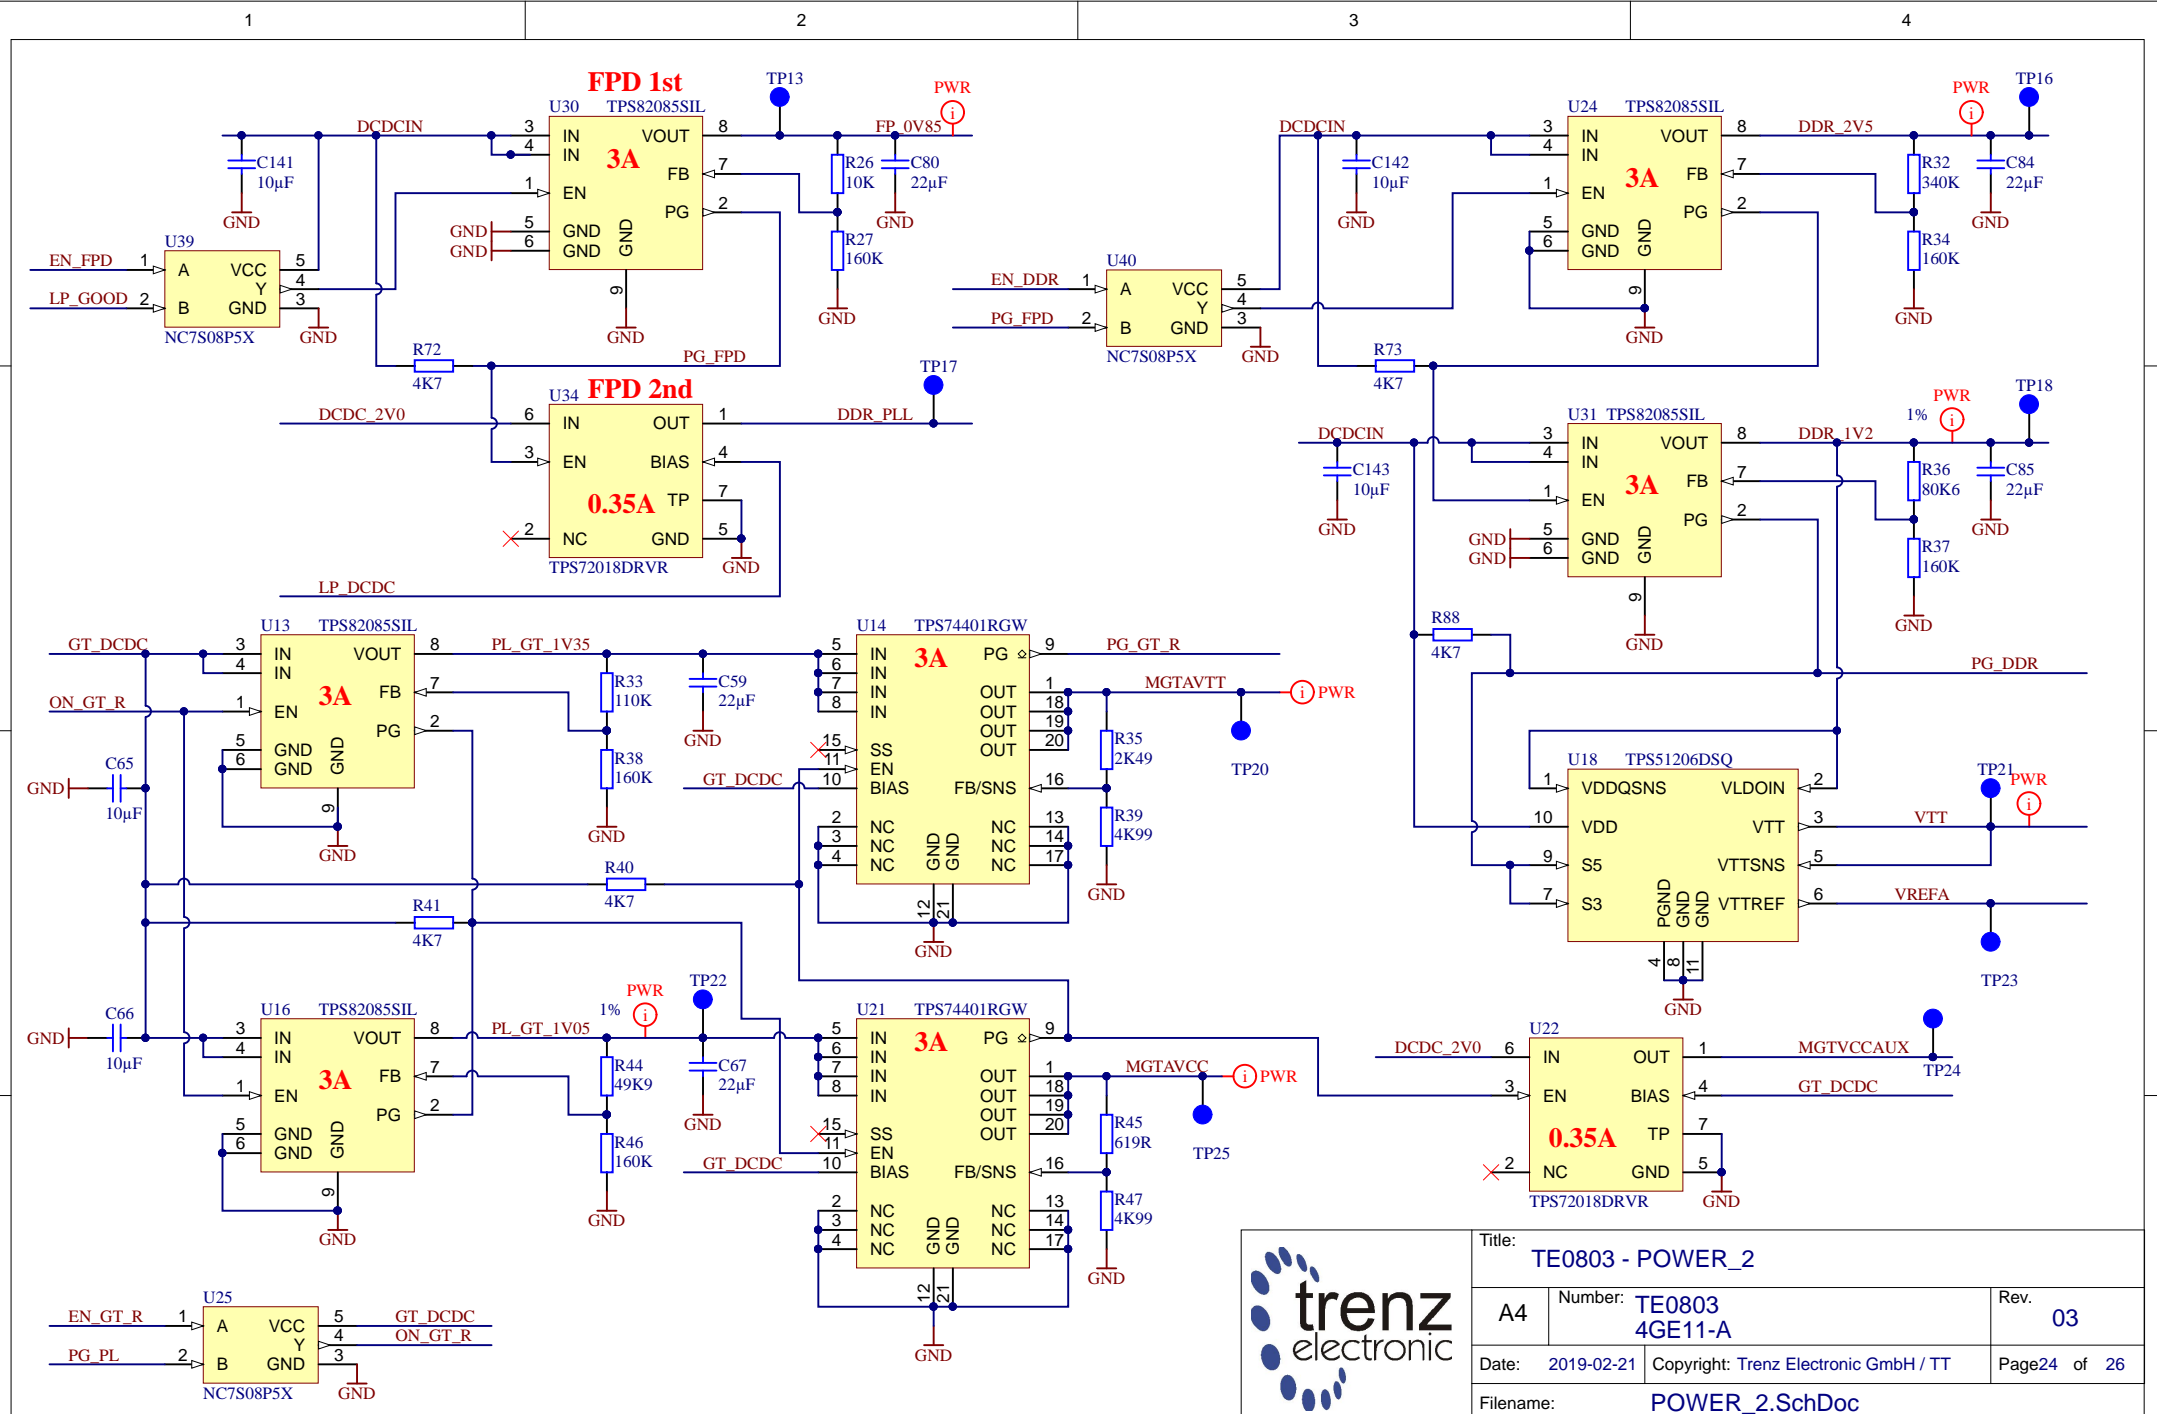 1 2 3 4
FPD 1st
U30 TPS82085SIL
TP13
PWR
DCDCIN
3 IN
4 IN
1 EN
5 GND
6 GND
GND
9
3A
VOUT 8
FB 7
PG 2
FP_0V85
C141
10µF
GND
R26
10K
C80
22µF
GND
R27
160K
GND
GND
GND
GND
U39
EN_FPD 1 A
LP_GOOD 2 B
VCC 5
Y 4
GND 3
NC7S08P5X
GND
R72
4K7
PG_FPD
U34
FPD 2nd
TP17
DCDC_2V0 6 IN
3 EN
2 NC
OUT 1 DDR_PLL
BIAS 4
TP 7
GND 5
0.35A
TPS72018DRVR
GND
LP_DCDC
U24 TPS82085SIL
TP16
PWR
DCDCIN
3 IN
4 IN
1 EN
5 GND
6 GND
GND
9
3A
VOUT 8
FB 7
PG 2
DDR_2V5
C142
10µF
GND
R32
340K
C84
22µF
GND
R34
160K
GND
GND
U40
EN_DDR 1 A
PG_FPD 2 B
VCC 5
Y 4
GND 3
NC7S08P5X
GND
R73
4K7
U31 TPS82085SIL
TP18
1% PWR
DCDCIN
3 IN
4 IN
1 EN
5 GND
6 GND
GND
9
3A
VOUT 8
FB 7
PG 2
DDR_1V2
C143
10µF
GND
R36
80K6
C85
22µF
GND
GND
GND
R37
160K
GND
GND
R88
4K7
PG_DDR
U13 TPS82085SIL
GT_DCDC
ON_GT_R
3 IN
4 IN
1 EN
5 GND
6 GND
GND
9
3A
VOUT 8
FB 7
PG 2
PL_GT_1V35
R33
110K
C59
22µF
GND
R38
160K
GND
GND
C65
GND
10µF
R40
4K7
R41
4K7
U14 TPS74401RGW
5 IN
6 IN
7 IN
8 IN
15 SS
11 EN
GT_DCDC 10 BIAS
2 NC
3 NC
4 NC
3A
PG 9 PG_GT_R
OUT 1
OUT 18
OUT 19
OUT 20
FB/SNS 16
NC 13
NC 14
NC 17
GND GND
12 21
GND
MGTAVTT
PWR
TP20
R35
2K49
R39
4K99
GND
U18 TPS51206DSQ
TP21
PWR
1 VDDQSNS
10 VDD
9 S5
7 S3
VLDOIN 2
VTT 3 VTT
VTTSNS 5
VTTREF 6 VREFA
PGND GND GND
4 8 11
GND
TP23
U16 TPS82085SIL
C66
GND
10µF
3 IN
4 IN
1 EN
5 GND
6 GND
GND
9
3A
VOUT 8
FB 7
PG 2
PL_GT_1V05
1% PWR
TP22
R44
49K9
C67
22µF
GND
R46
160K
GND
GND
U21 TPS74401RGW
5 IN
6 IN
7 IN
8 IN
15 SS
11 EN
GT_DCDC 10 BIAS
2 NC
3 NC
4 NC
3A
PG 9
OUT 1
OUT 18
OUT 19
OUT 20
FB/SNS 16
NC 13
NC 14
NC 17
GND GND
12 21
GND
MGTAVCC
PWR
TP25
R45
619R
R47
4K99
GND
U22
DCDC_2V0 6 IN
3 EN
2 NC
OUT 1 MGTVCCAUX
BIAS 4 GT_DCDC
TP 7
GND 5
0.35A
TPS72018DRVR
TP24
GND
U25
EN_GT_R 1 A
PG_PL 2 B
VCC 5 GT_DCDC
Y 4 ON_GT_R
GND 3
NC7S08P5X
GND
trenz
electronic
Title:
TE0803 - POWER_2
A4
Number: TE0803
4GE11-A
Rev.
03
Date: 2019-02-21
Copyright: Trenz Electronic GmbH / TT
Page24 of 26
Filename: POWER_2.SchDoc